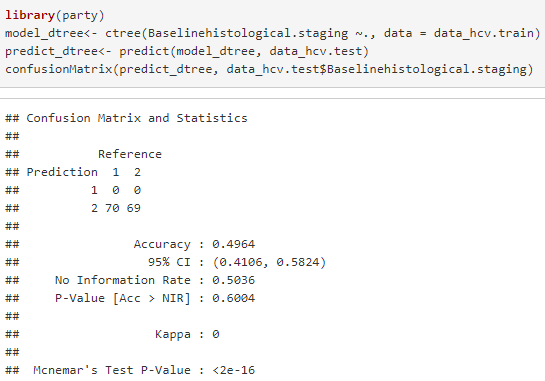 library(party)
model_dtree<- ctree(Baselinehistological.staging ~., data = data_hcv.train)
predict_dtree<- predict(model_dtree, data_hcv.test)
confusionMatrix(predict_dtree, data_hcv.test$Baselinehistological.staging)
## Confusion Matrix and Statistics
##
##           Reference
## Prediction  1  2
##          1  0  0
##          2 70 69
##
##                Accuracy : 0.4964
##                  95% CI : (0.4106, 0.5824)
##     No Information Rate : 0.5036
##     P-Value [Acc > NIR] : 0.6004
##
##                   Kappa : 0
##
##  Mcnemar's Test P-Value : <2e-16